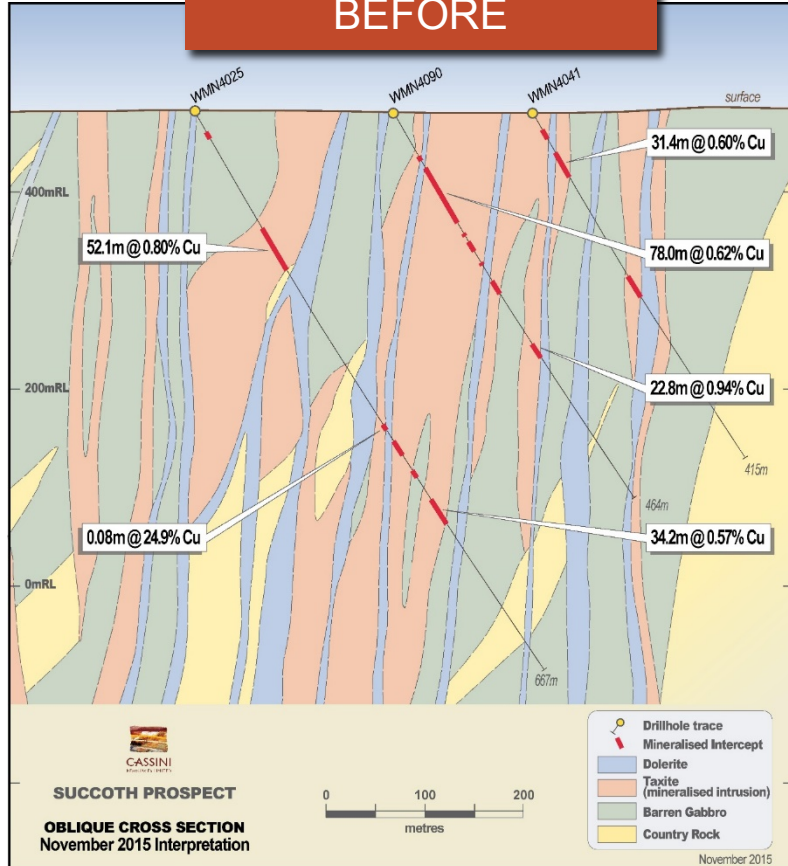 BEFORE
WMN4025
WMN4090
WMN4041
surface
31.4m @ 0.60% Cu
400mRL
52.1m @ 0.80% Cu
78.0m @ 0.62% Cu
200mRL
22.8m @ 0.94% Cu
415m
464m
0.08m @ 24.9% Cu
34.2m @ 0.57% Cu
0mRL
667m
CASSINI
RESOURCES LIMITED
SUCCOTH PROSPECT
OBLIQUE CROSS SECTION
November 2015 Interpretation
0 100 200
metres
Drillhole trace
Mineralised Intercept
Dolerite
Taxite
(mineralised intrusion)
Barren Gabbro
Country Rock
November 2015